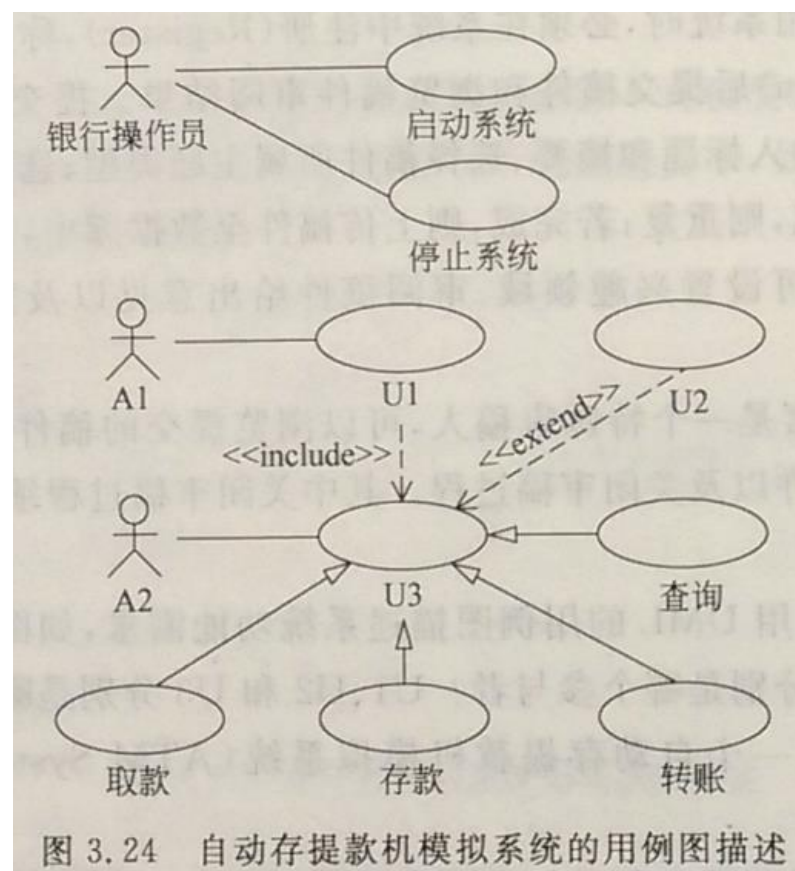 银行操作员
启动系统
停止系统
A1
U1
U2
<<include>>
<<extend>>
A2
U3
查询
取款
存款
转账
图 3.24 自动存提款机模拟系统的用例图描述